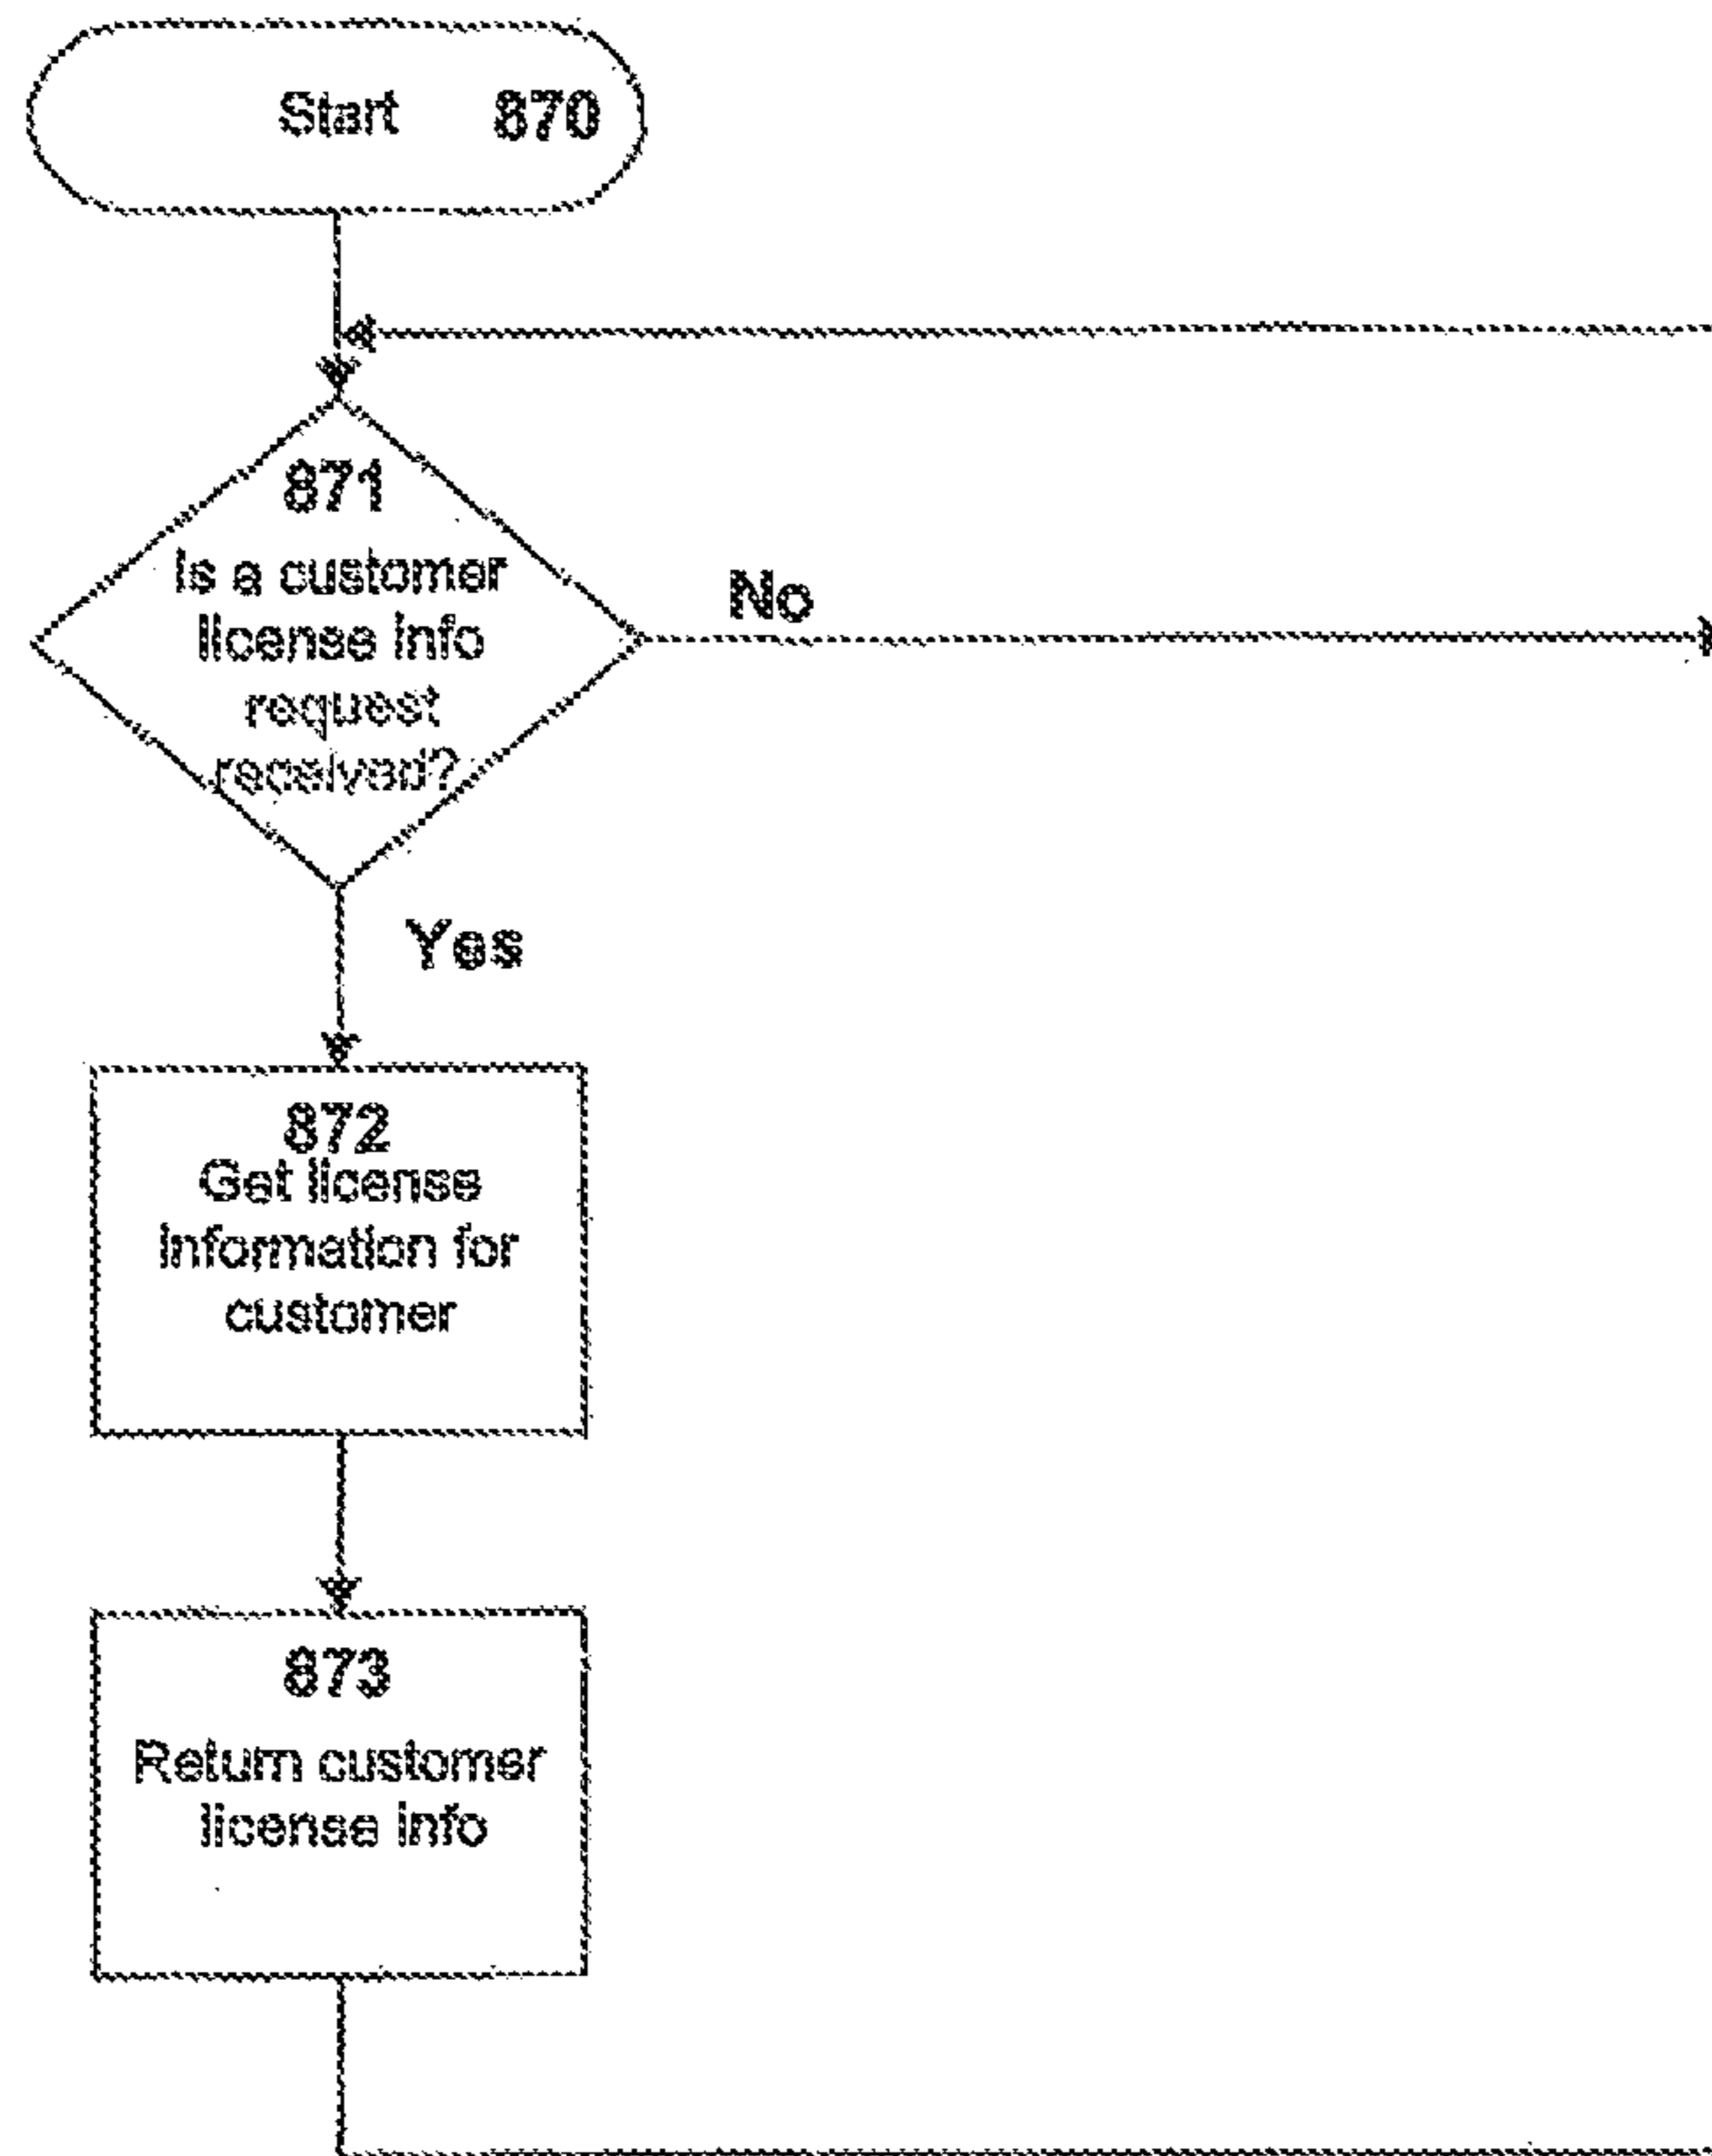 Start 870
871
Is a customer
license info
request
received?
No
Yes
872
Get license
information for
customer
873
Return customer
license info